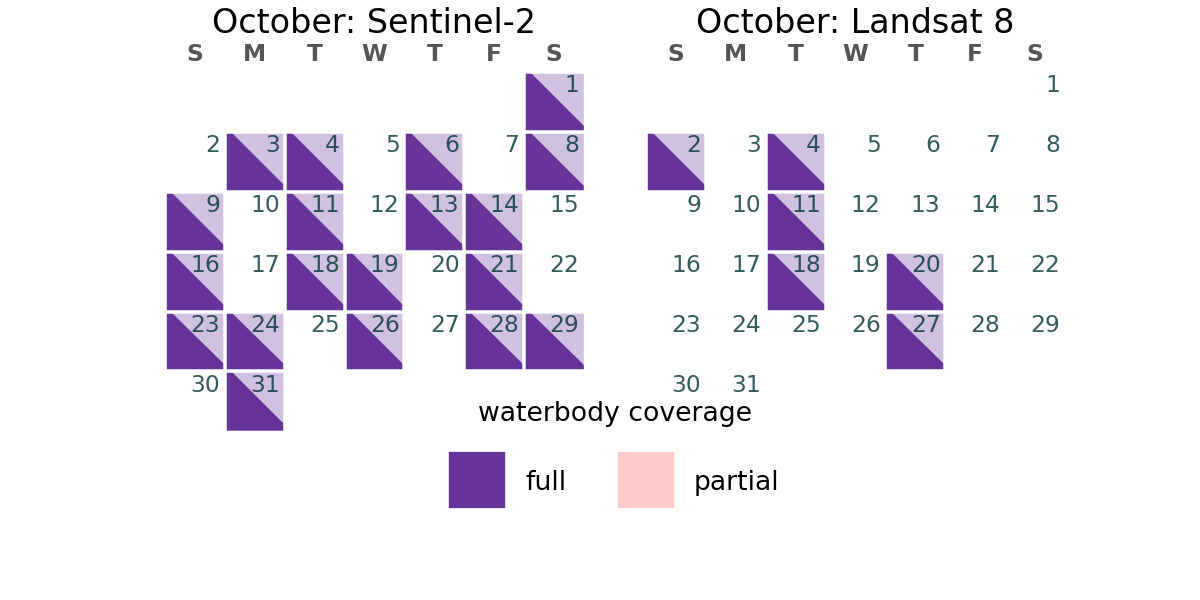 October: Sentinel-2
S M T W T F S
1
2 3 4 5 6 7 8
9 10 11 12 13 14 15
16 17 18 19 20 21 22
23 24 25 26 27 28 29
30 31
October: Landsat 8
S M T W T F S
1
2 3 4 5 6 7 8
9 10 11 12 13 14 15
16 17 18 19 20 21 22
23 24 25 26 27 28 29
30 31
waterbody coverage
full partial